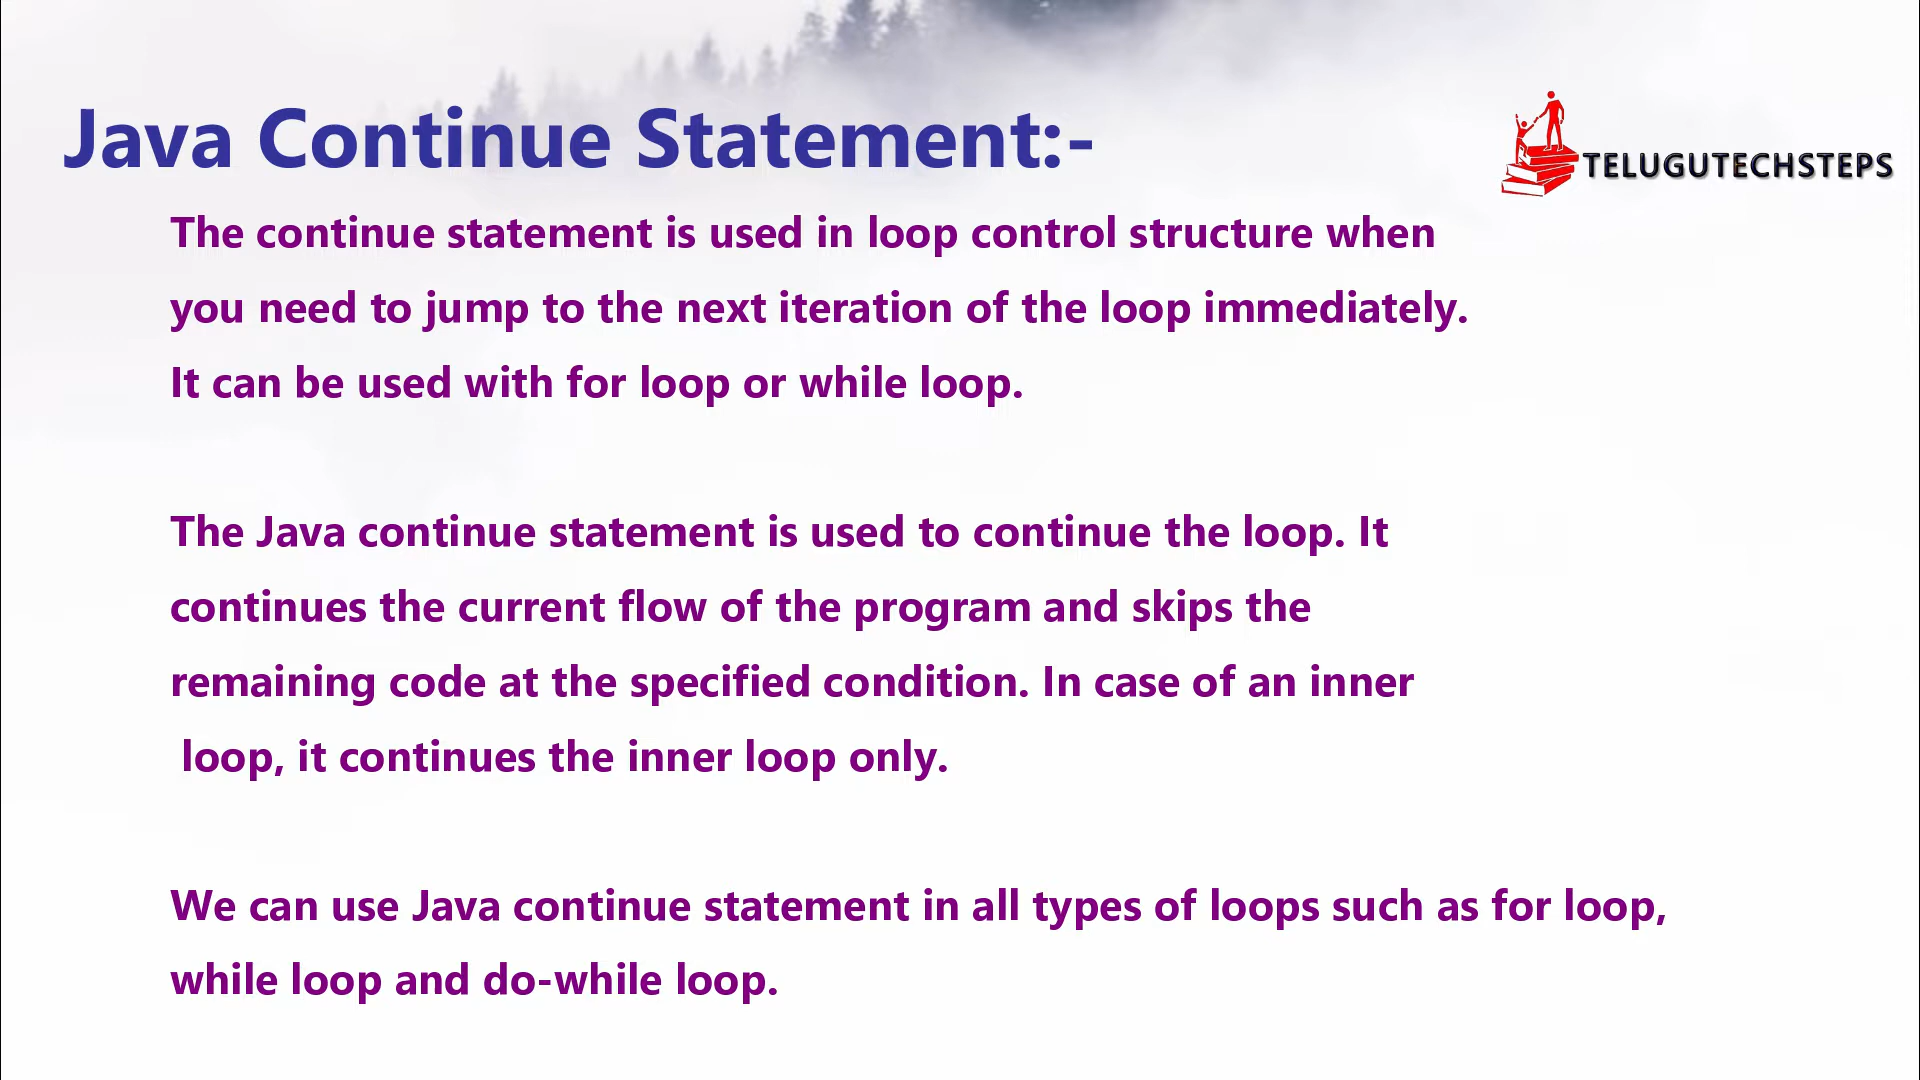 Java Continue Statement:-
TELUGUTECHSTEPS
The continue statement is used in loop control structure when
you need to jump to the next iteration of the loop immediately.
It can be used with for loop or while loop.
The Java continue statement is used to continue the loop. It
continues the current flow of the program and skips the
remaining code at the specified condition. In case of an inner
loop, it continues the inner loop only.
We can use Java continue statement in all types of loops such as for loop,
while loop and do-while loop.